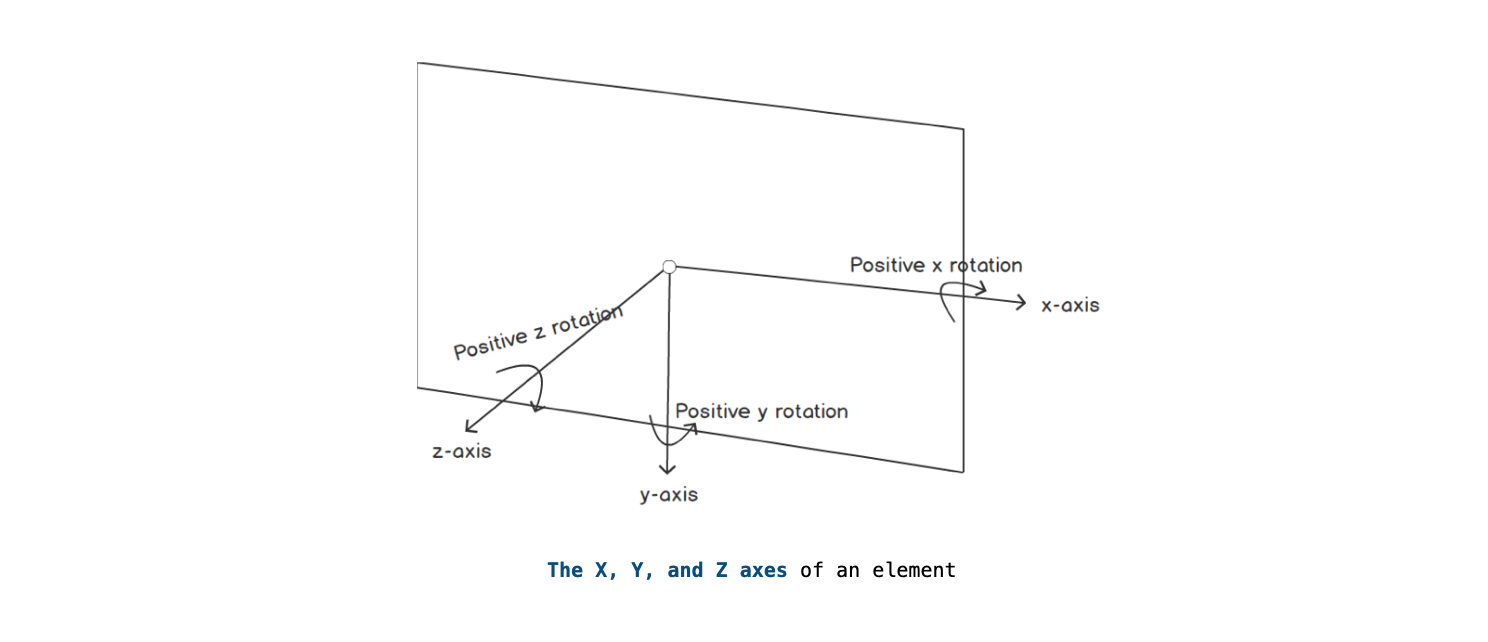 Positive x rotation
x-axis
Positive z rotation
Positive y rotation
z-axis
y-axis
The X, Y, and Z axes of an element